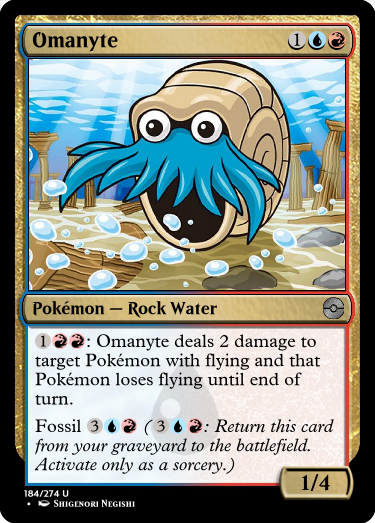 Omanyte 1
Pokémon — Rock Water
1: Omanyte deals 2 damage to
target Pokémon with flying and that
Pokémon loses flying until end of
turn.
Fossil 3 (3: Return this card
from your graveyard to the battlefield.
Activate only as a sorcery.)
1/4
184/274 U
• Shigenori Negishi